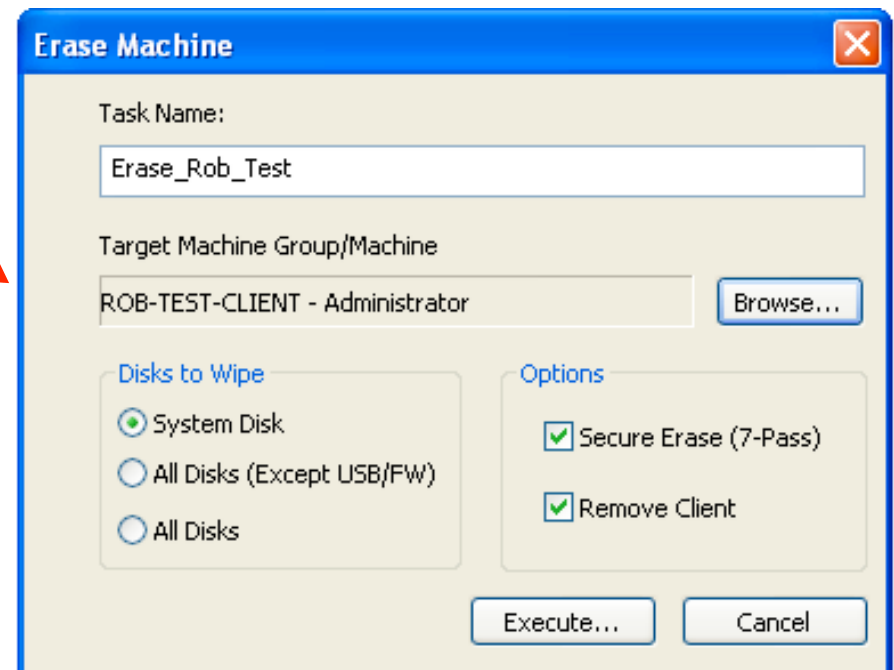 Erase Machine
Task Name:
Erase_Rob_Test
Target Machine Group/Machine
ROB-TEST-CLIENT - Administrator
Browse...
Disks to Wipe
System Disk
All Disks (Except USB/FW)
All Disks
Options
Secure Erase (7-Pass)
Remove Client
Execute...
Cancel